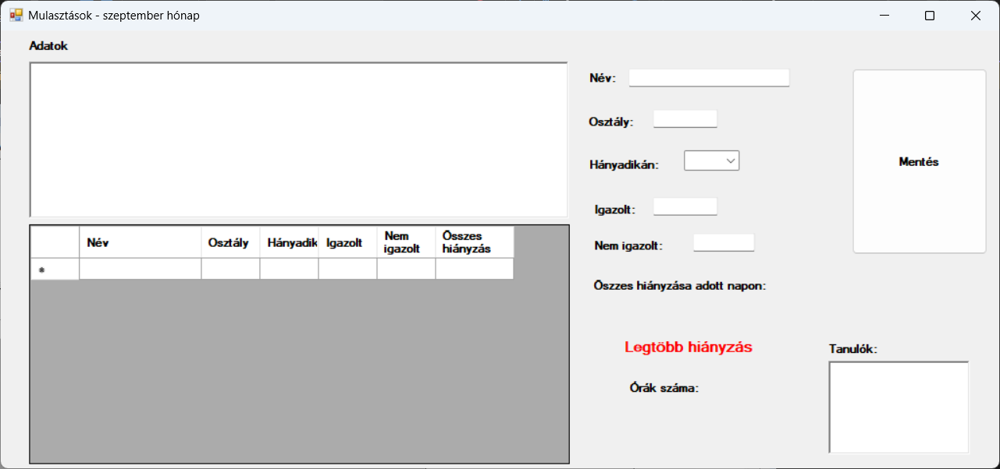 Mulasztások - szeptember hónap
Adatok
Név:
Osztály:
Hányadikán:
Igazolt:
Nem igazolt:
Öszzes hiányzása adott napon:
Mentés
Név Osztály Hányadik Igazolt Nem igazolt Összes hiányzás
Legtöbb hiányzás
Órák száma:
Tanulók: